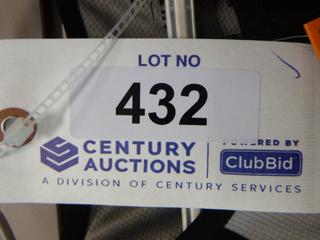 LOT NO
432
CENTURY
AUCTIONS
POWERED BY
ClubBid
A DIVISION OF CENTURY SERVICES